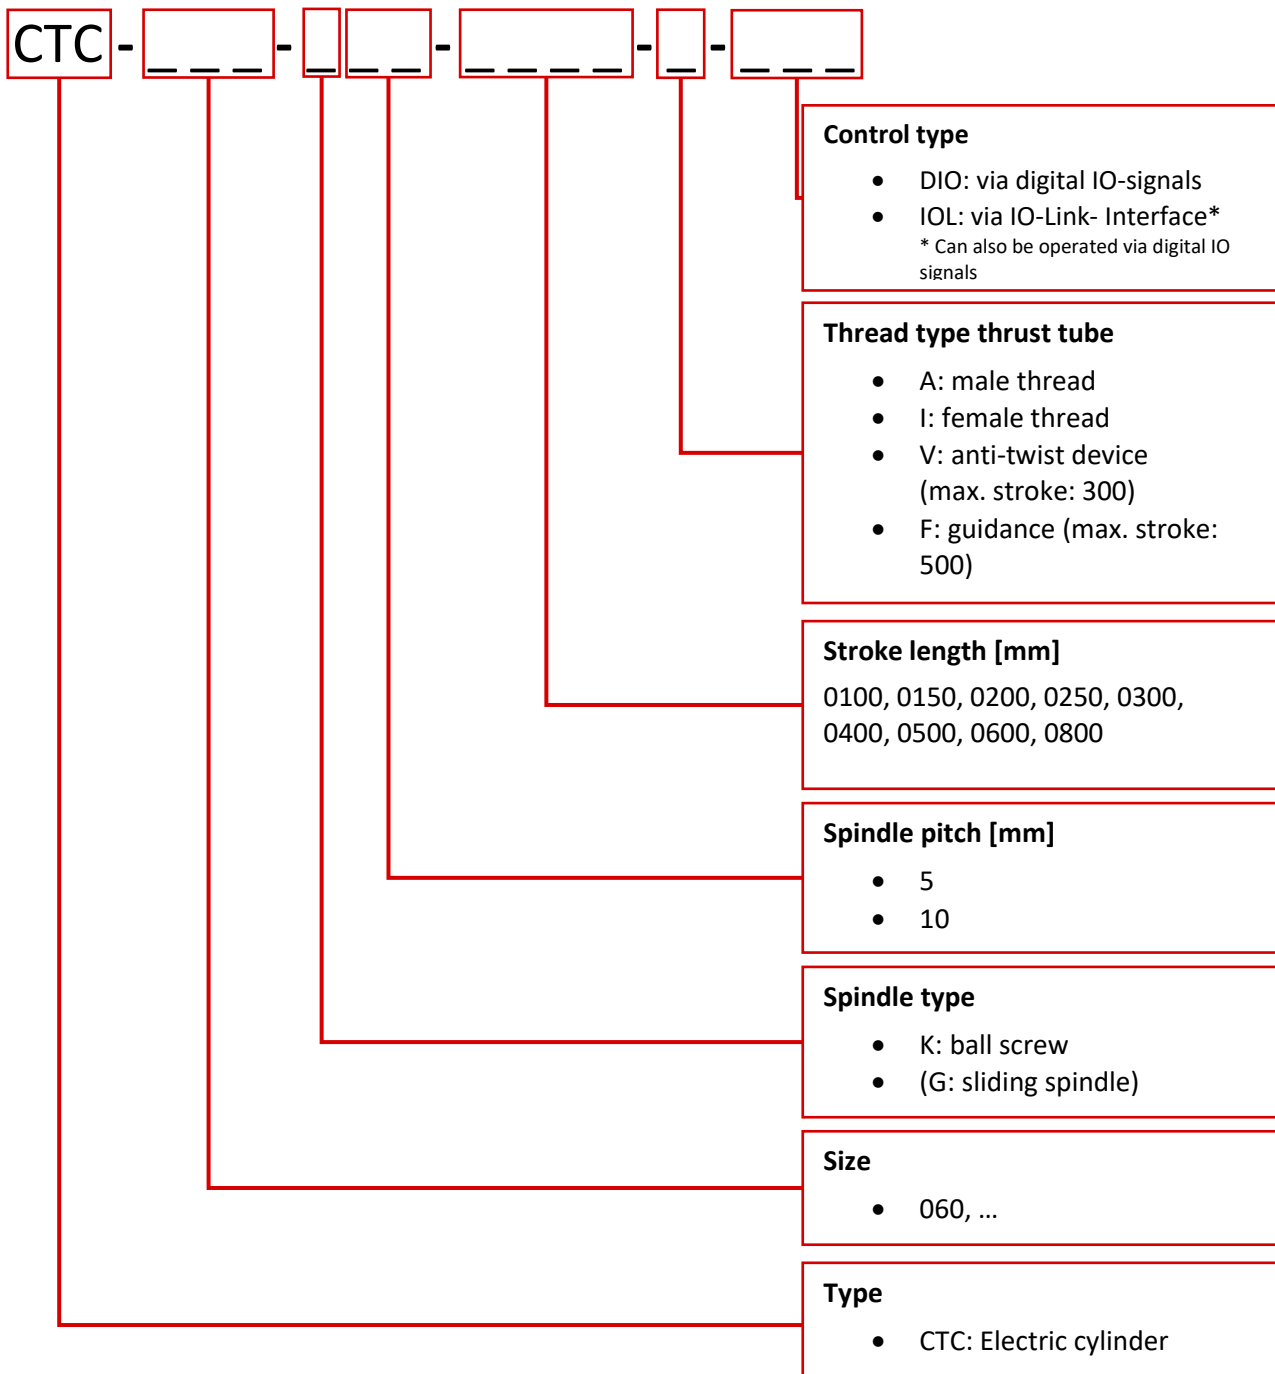 CTC - _ _ _ - _ _ _ - _ _ _ _ - _ - _ _ _
Control type
• DIO: via digital IO-signals
• IOL: via IO-Link- Interface*
* Can also be operated via digital IO
signals
Thread type thrust tube
• A: male thread
• I: female thread
• V: anti-twist device
(max. stroke: 300)
• F: guidance (max. stroke:
500)
Stroke length [mm]
0100, 0150, 0200, 0250, 0300,
0400, 0500, 0600, 0800
Spindle pitch [mm]
• 5
• 10
Spindle type
• K: ball screw
• (G: sliding spindle)
Size
• 060, ...
Type
• CTC: Electric cylinder